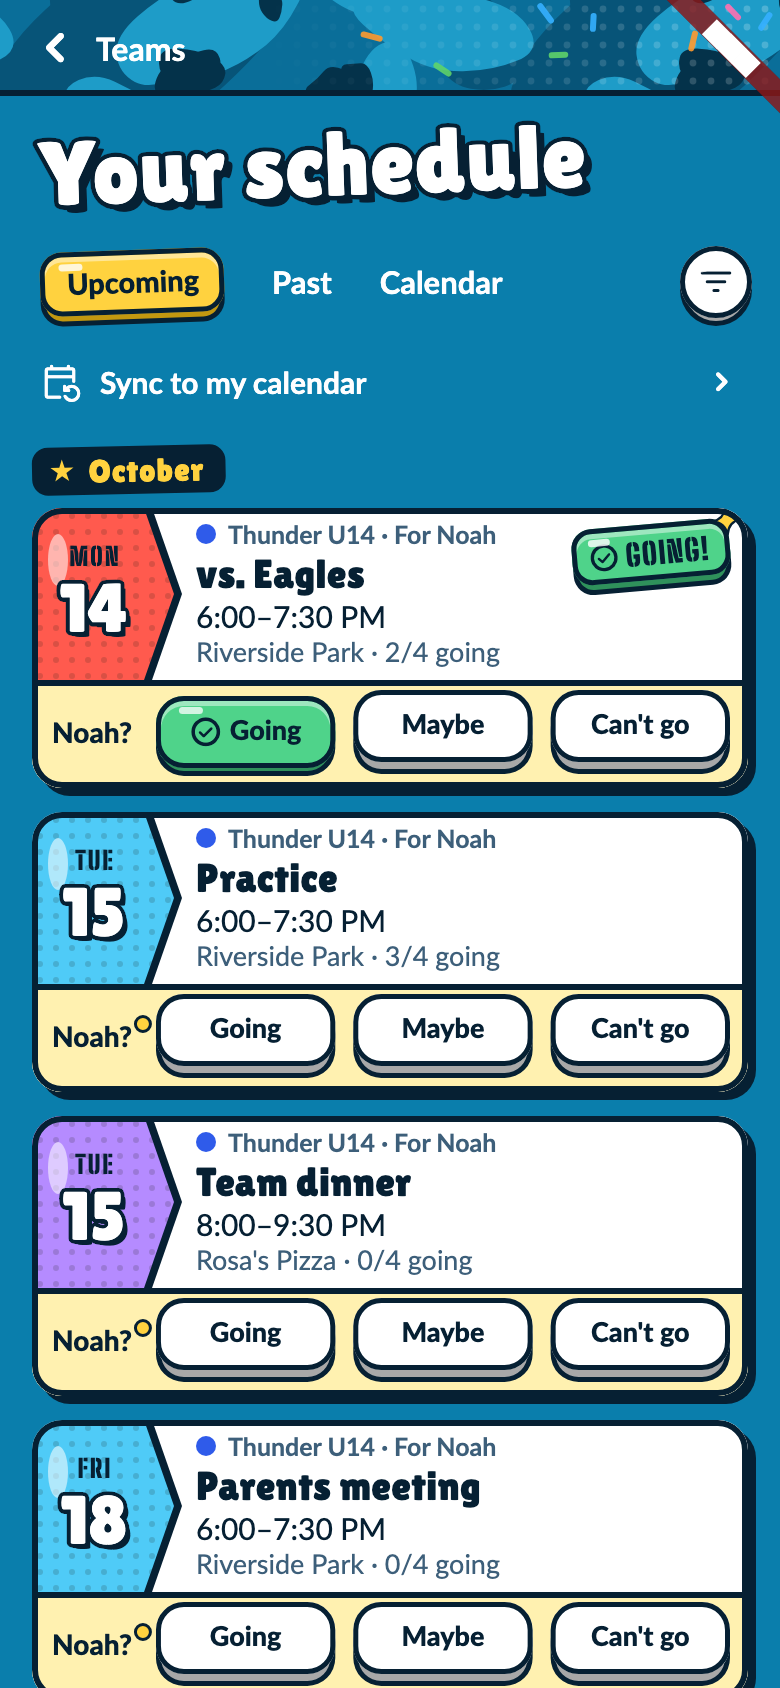 Teams
Your schedule
Upcoming
Past
Calendar
Sync to my calendar
★ October
MON
14
Thunder U14 · For Noah
vs. Eagles
6:00–7:30 PM
Riverside Park · 2/4 going
GOING!
Noah?
Going
Maybe
Can't go
TUE
15
Thunder U14 · For Noah
Practice
6:00–7:30 PM
Riverside Park · 3/4 going
Noah?
Going
Maybe
Can't go
TUE
15
Thunder U14 · For Noah
Team dinner
8:00–9:30 PM
Rosa's Pizza · 0/4 going
Noah?
Going
Maybe
Can't go
FRI
18
Thunder U14 · For Noah
Parents meeting
6:00–7:30 PM
Riverside Park · 0/4 going
Noah?
Going
Maybe
Can't go